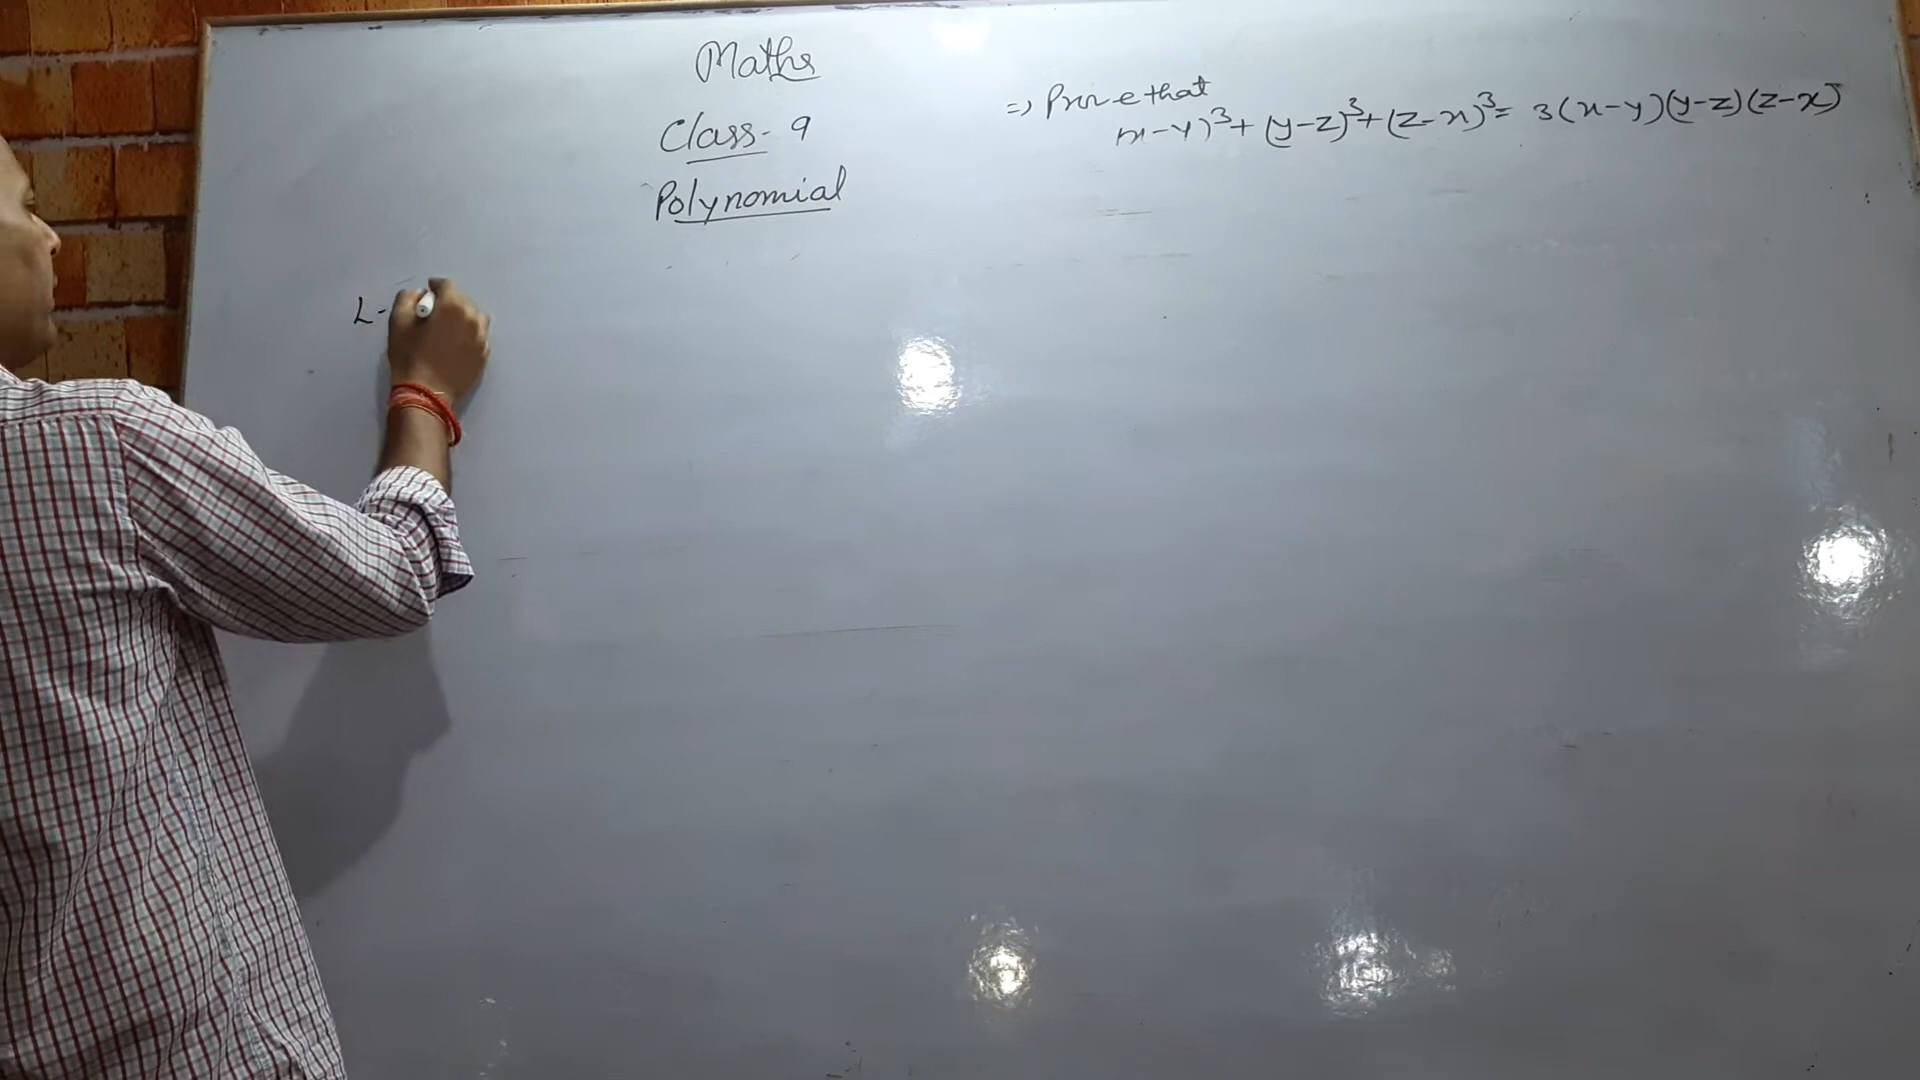 Maths
Class- 9
Polynomial
=> Prove that
x-y)³+ (y-z)³+(z-x)³= 3(x-y)(y-z)(z-x)
L-